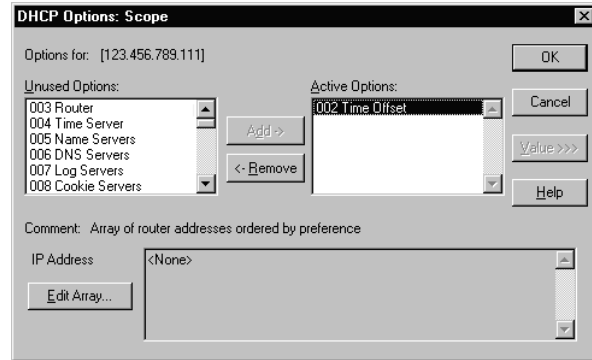 DHCP Options: Scope
Options for: [123.456.789.111]
OK
Unused Options:
Active Options:
003 Router
004 Time Server
005 Name Servers
006 DNS Servers
007 Log Servers
008 Cookie Servers
Add ->
<- Remove
002 Time Offset
Cancel
Value >>>
Help
Comment: Array of router addresses ordered by preference
IP Address
<None>
Edit Array...